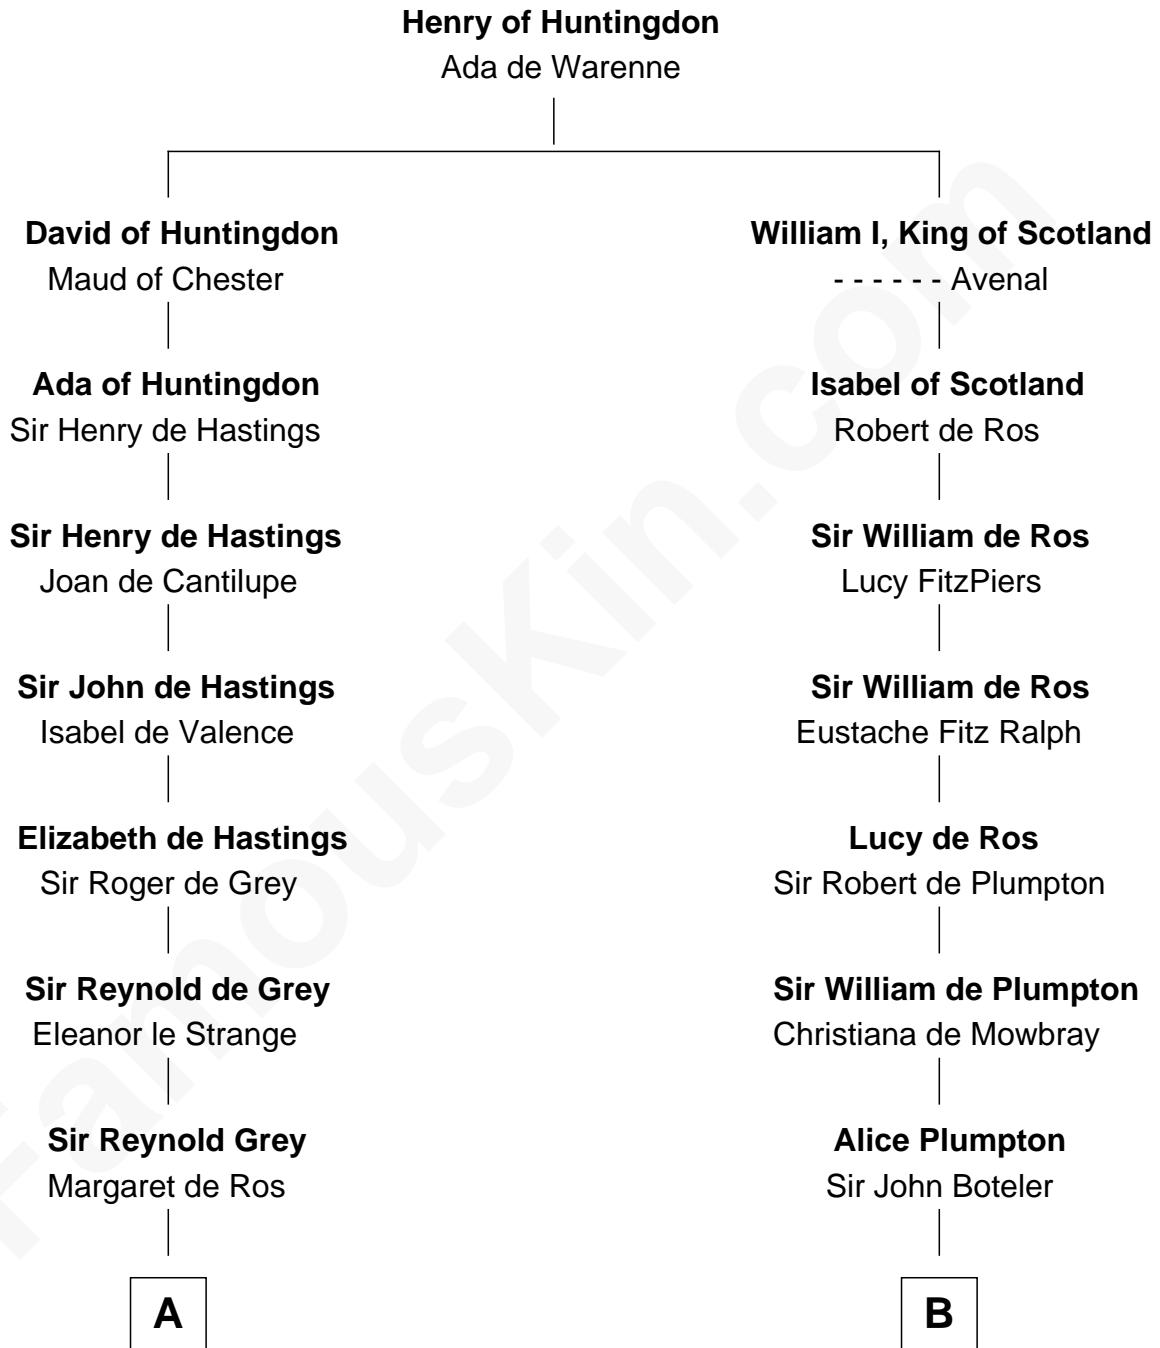 Henry of Huntingdon
Ada de Warenne
David of Huntingdon
Maud of Chester
Ada of Huntingdon
Sir Henry de Hastings
Sir Henry de Hastings
Joan de Cantilupe
Sir John de Hastings
Isabel de Valence
Elizabeth de Hastings
Sir Roger de Grey
Sir Reynold de Grey
Eleanor le Strange
Sir Reynold Grey
Margaret de Ros
A
William I, King of Scotland
- - - - - - Avenal
Isabel of Scotland
Robert de Ros
Sir William de Ros
Lucy FitzPiers
Sir William de Ros
Eustache Fitz Ralph
Lucy de Ros
Sir Robert de Plumpton
Sir William de Plumpton
Christiana de Mowbray
Alice Plumpton
Sir John Boteler
B
FamousKin.com